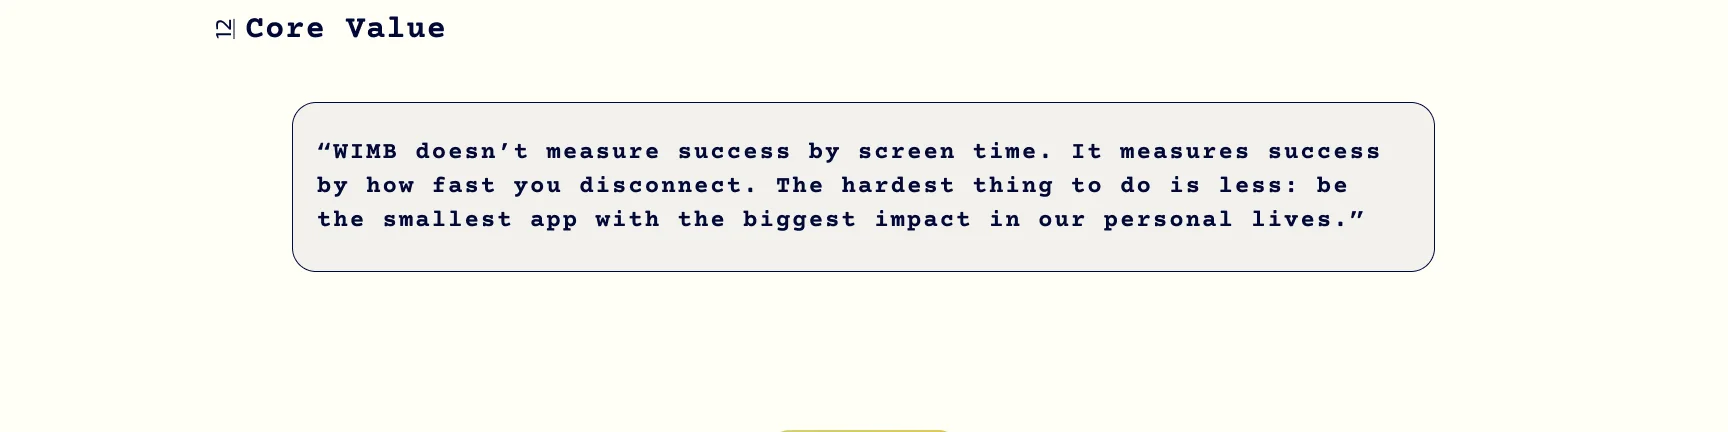 12 Core Value
“WIMB doesn’t measure success by screen time. It measures success
by how fast you disconnect. The hardest thing to do is less: be
the smallest app with the biggest impact in our personal lives.”